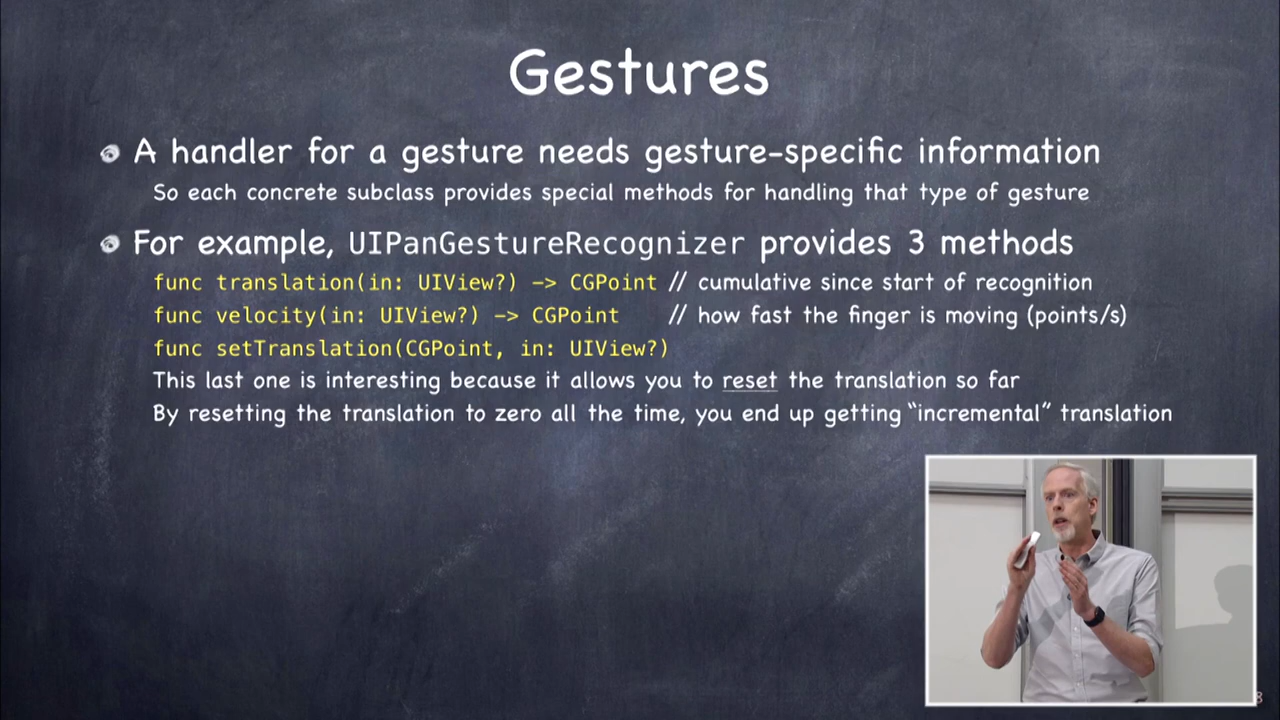 Gestures
A handler for a gesture needs gesture-specific information
So each concrete subclass provides special methods for handling that type of gesture
For example, UIPanGestureRecognizer provides 3 methods
func translation(in: UIView?) -> CGPoint // cumulative since start of recognition
func velocity(in: UIView?) -> CGPoint // how fast the finger is moving (points/s)
func setTranslation(CGPoint, in: UIView?)
This last one is interesting because it allows you to reset the translation so far
By resetting the translation to zero all the time, you end up getting “incremental” translation